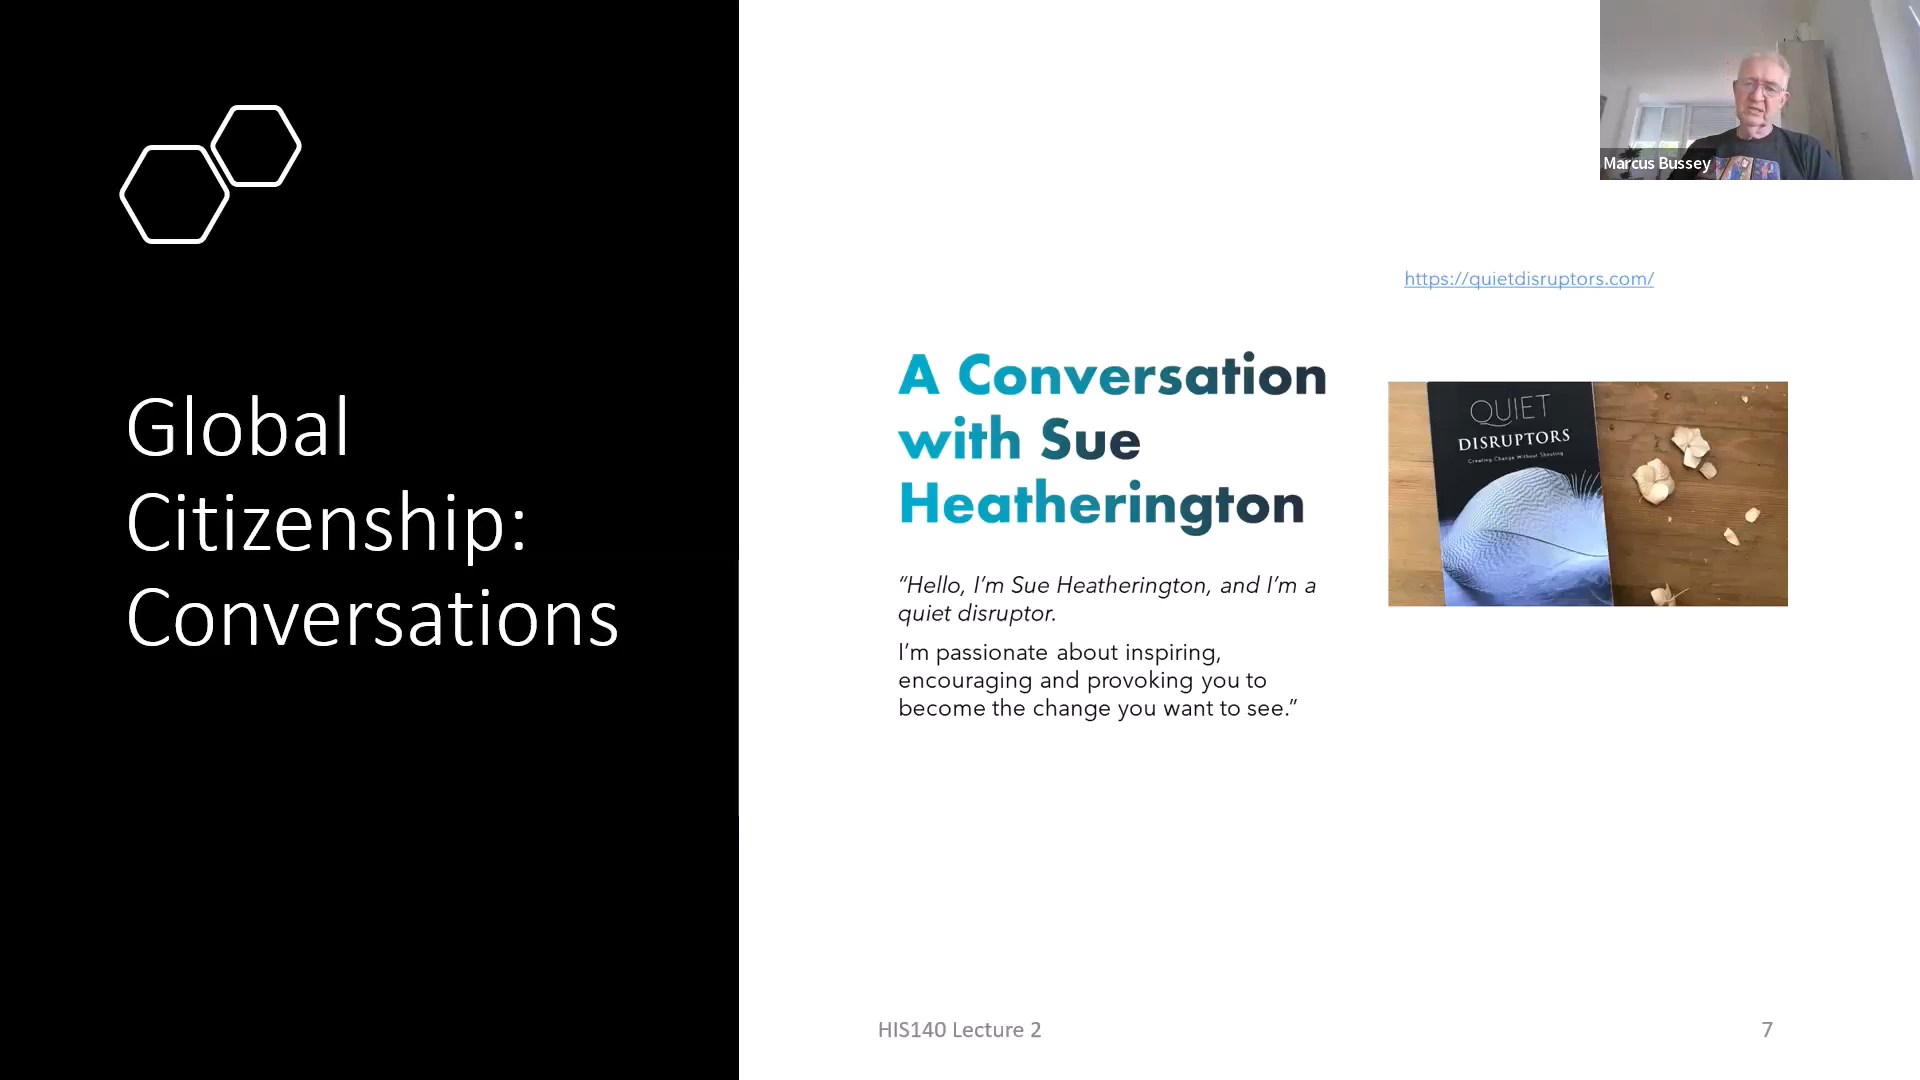 Marcus Bussey
Global
Citizenship:
Conversations
https://quietdisruptors.com/
A Conversation
with Sue
Heatherington
“Hello, I’m Sue Heatherington, and I’m a
quiet disruptor.
I’m passionate about inspiring,
encouraging and provoking you to
become the change you want to see.”
QUIET
DISRUPTORS
Creating Change Without Shouting
HIS140 Lecture 2
7